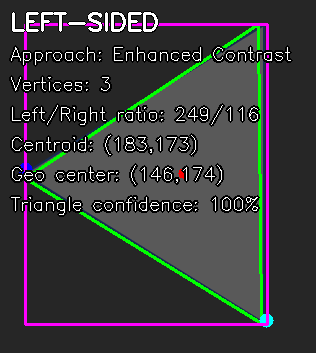 LEFT-SIDED
Approach: Enhanced Contrast
Vertices: 3
Left/Right ratio: 249/116
Centroid: (183,173)
Geo center: (146,174)
Triangle confidence: 100%